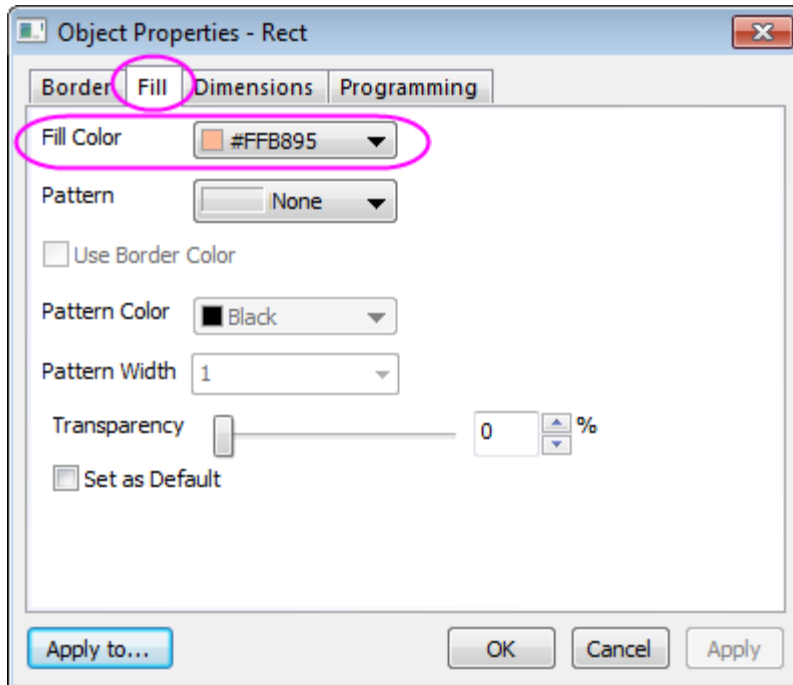 Object Properties - Rect
Border Fill Dimensions Programming
Fill Color #FFB895
Pattern None
Use Border Color
Pattern Color Black
Pattern Width 1
Transparency 0 %
Set as Default
Apply to... OK Cancel Apply